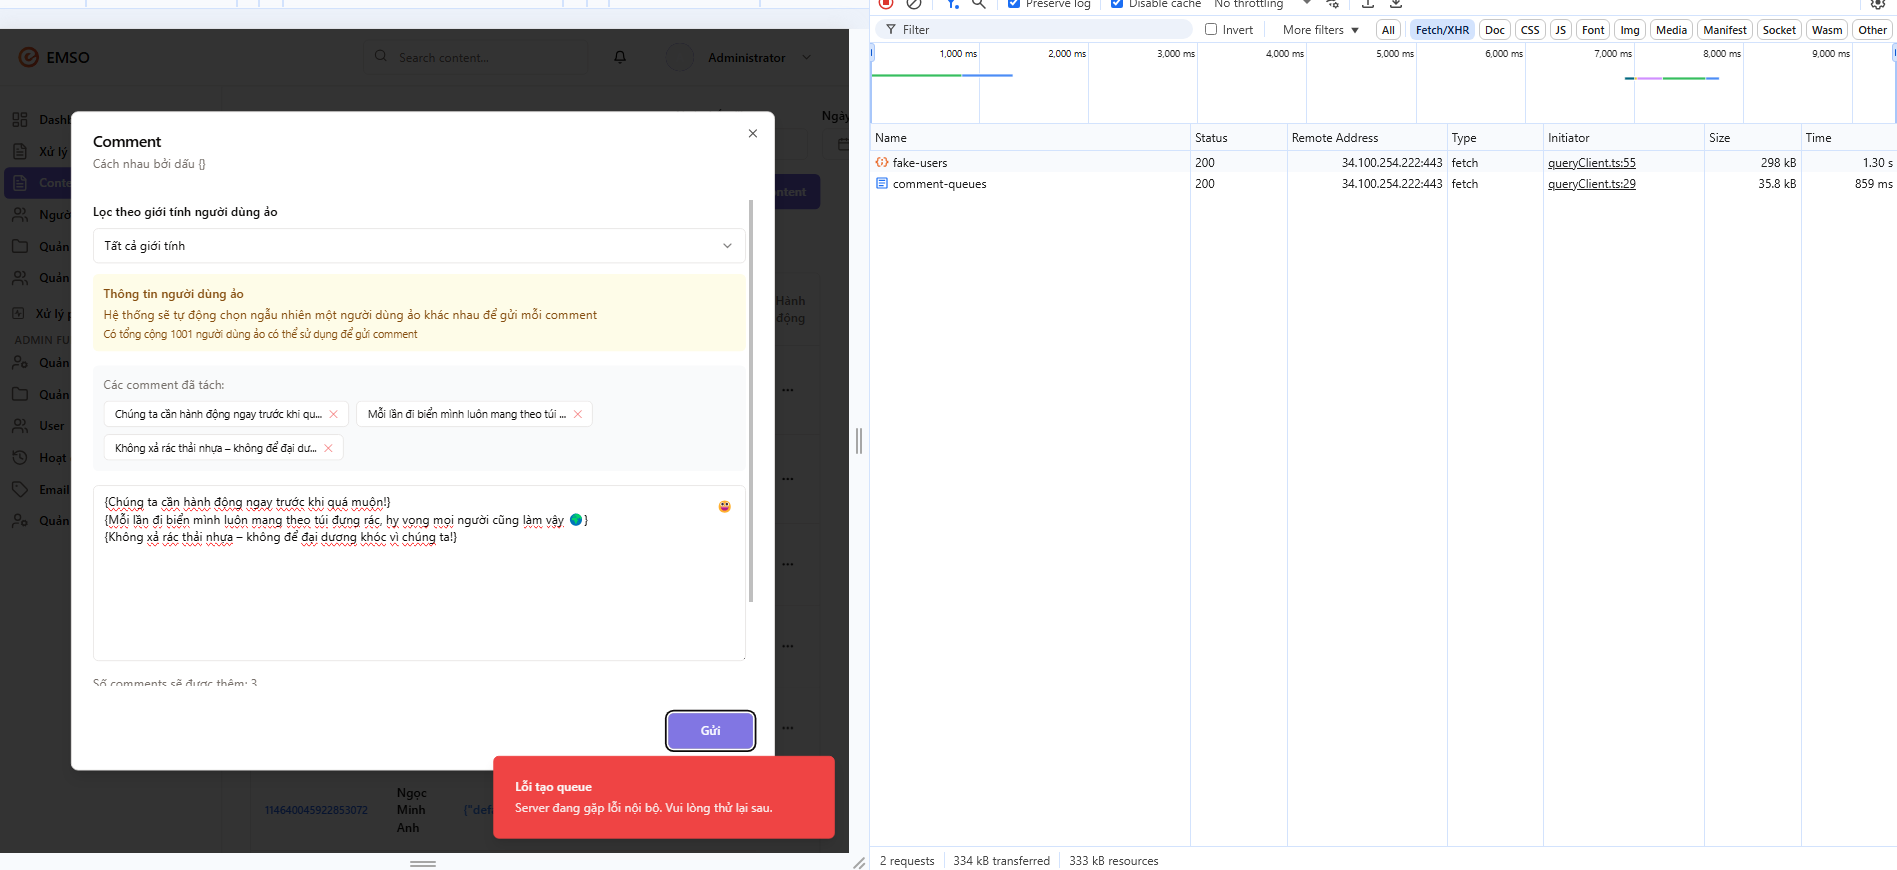 EMSO
Search content...
Administrator
Dashb
Xử lý
Conte
Ngườ
Quản
Quản
Xử lý p
ADMIN FU
Quản
Quản
User
Hoạt
Email
Quản
Ngày
ntent
Hành
động
Comment
Cách nhau bởi dấu {}
Lọc theo giới tính người dùng ảo
Tất cả giới tính
Thông tin người dùng ảo
Hệ thống sẽ tự động chọn ngẫu nhiên một người dùng ảo khác nhau để gửi mỗi comment
Có tổng cộng 1001 người dùng ảo có thể sử dụng để gửi comment
Các comment đã tách:
Chúng ta cần hành động ngay trước khi qu...
Mỗi lần đi biển mình luôn mang theo túi ...
Không xả rác thải nhựa – không để đại dư...
{Chúng ta cần hành động ngay trước khi quá muộn!}
{Mỗi lần đi biển mình luôn mang theo túi đựng rác, hy vọng mọi người cũng làm vậy 🌍}
{Không xả rác thải nhựa – không để đại dương khóc vì chúng ta!}
Số comments sẽ được thêm: 3
Gửi
Lỗi tạo queue
Server đang gặp lỗi nội bộ. Vui lòng thử lại sau.
114640045922853072
Ngọc
Minh
Anh
{"defa
Preserve log
Disable cache
No throttling
Filter
Invert
More filters
All
Fetch/XHR
Doc
CSS
JS
Font
Img
Media
Manifest
Socket
Wasm
Other
1,000 ms
2,000 ms
3,000 ms
4,000 ms
5,000 ms
6,000 ms
7,000 ms
8,000 ms
9,000 ms
Name Status Remote Address Type Initiator Size Time
fake-users 200 34.100.254.222:443 fetch queryClient.ts:55 298 kB 1.30 s
comment-queues 200 34.100.254.222:443 fetch queryClient.ts:29 35.8 kB 859 ms
2 requests 334 kB transferred 333 kB resources